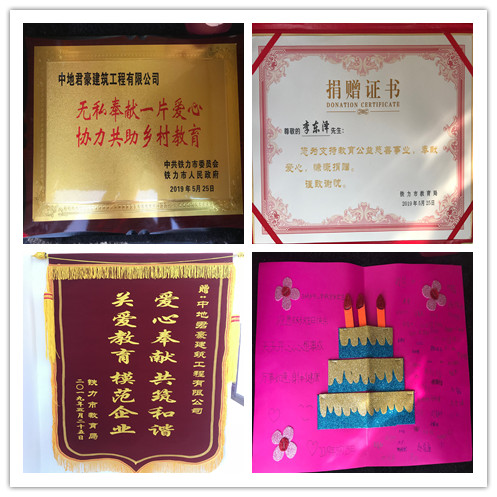 中地君豪建筑工程有限公司
无私奉献一片爱心
协力共助乡村教育
中共铁力市委员会
铁力市人民政府
2019年5月25日
捐赠证书
DONATION CERTIFICATE
尊敬的 李东泽 先生:
您对支持教育公益慈善事业,奉献
爱心,慷慨捐赠。
谨致谢忱。
铁力市教育局
2019年5月25日
赠:中地君豪建筑工程有限公司
爱心奉献共筑和谐
关爱教育 模范企业
铁力市教育局
二〇一九年五月二十五日